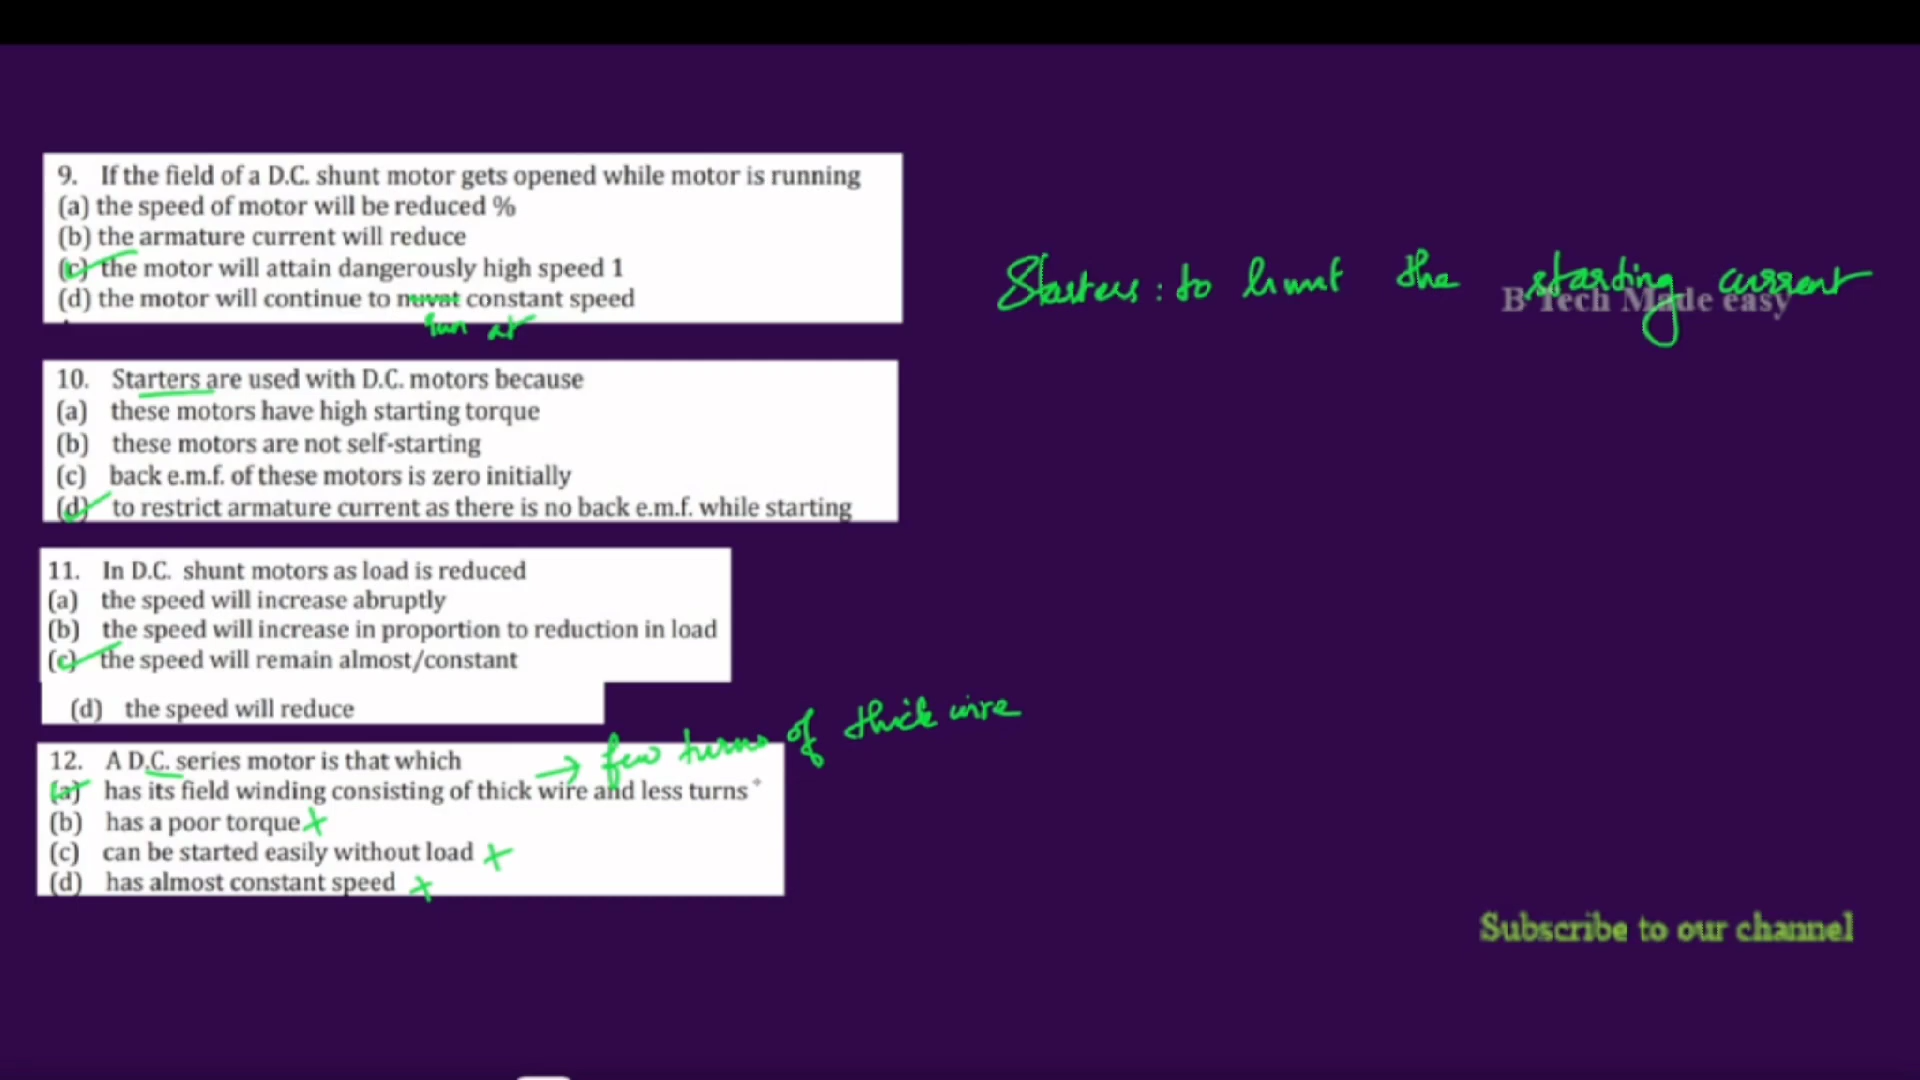 9. If the field of a D.C. shunt motor gets opened while motor is running
(a) the speed of motor will be reduced %
(b) the armature current will reduce
(c) the motor will attain dangerously high speed 1
(d) the motor will continue to nuvat constant speed
run at
Starters : to limit the starting current
B Tech Made easy
10. Starters are used with D.C. motors because
(a) these motors have high starting torque
(b) these motors are not self-starting
(c) back e.m.f. of these motors is zero initially
(d) to restrict armature current as there is no back e.m.f. while starting
11. In D.C. shunt motors as load is reduced
(a) the speed will increase abruptly
(b) the speed will increase in proportion to reduction in load
(c) the speed will remain almost/constant
(d) the speed will reduce
→ few turns of thick wire
12. A D.C. series motor is that which
(a) has its field winding consisting of thick wire and less turns
(b) has a poor torque ×
(c) can be started easily without load ×
(d) has almost constant speed ×
Subscribe to our channel